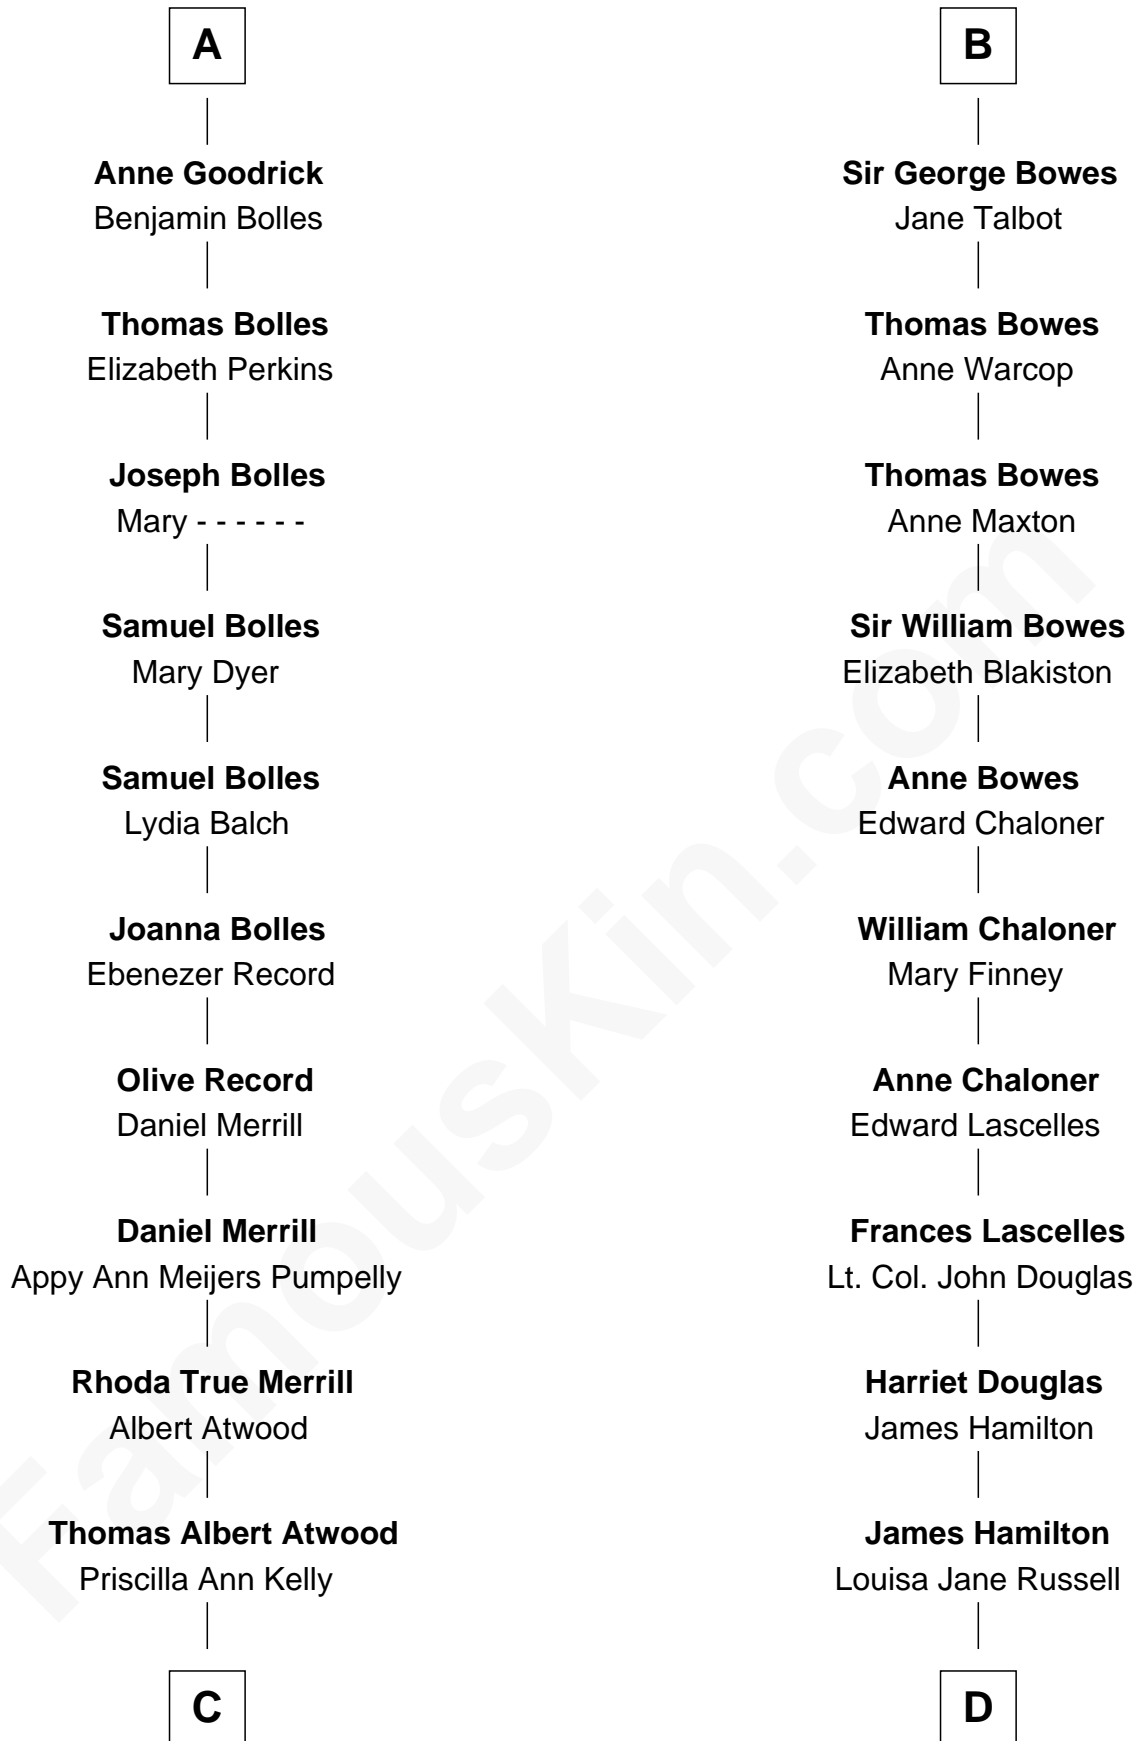 A
Anne Goodrick
Benjamin Bolles
Thomas Bolles
Elizabeth Perkins
Joseph Bolles
Mary - - - - - -
Samuel Bolles
Mary Dyer
Samuel Bolles
Lydia Balch
Joanna Bolles
Ebenezer Record
Olive Record
Daniel Merrill
Daniel Merrill
Appy Ann Meijers Pumpelly
Rhoda True Merrill
Albert Atwood
Thomas Albert Atwood
Priscilla Ann Kelly
C
B
Sir George Bowes
Jane Talbot
Thomas Bowes
Anne Warcop
Thomas Bowes
Anne Maxton
Sir William Bowes
Elizabeth Blakiston
Anne Bowes
Edward Chaloner
William Chaloner
Mary Finney
Anne Chaloner
Edward Lascelles
Frances Lascelles
Lt. Col. John Douglas
Harriet Douglas
James Hamilton
James Hamilton
Louisa Jane Russell
D
FamousKin.com